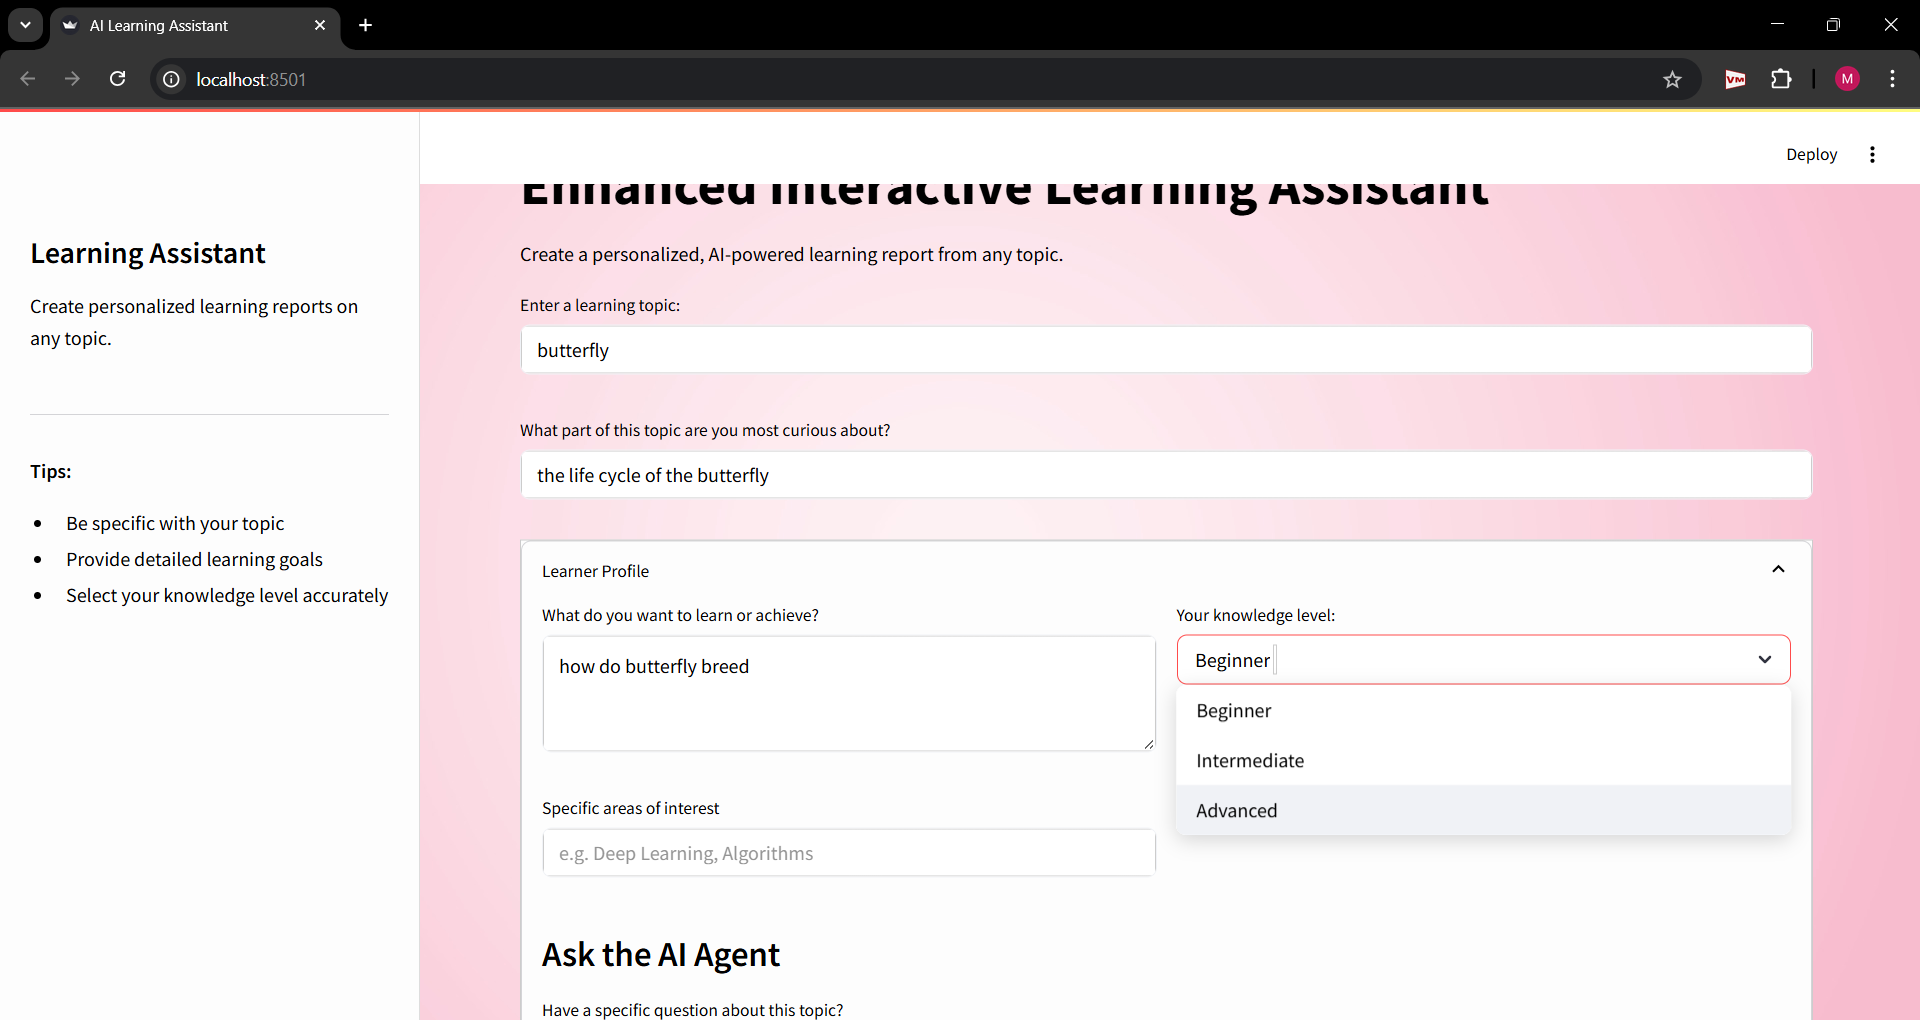 AI Learning Assistant
localhost:8501
VM
M
Deploy
Learning Assistant
Create personalized learning reports on
any topic.
Tips:
Be specific with your topic
Provide detailed learning goals
Select your knowledge level accurately
Enhanced Interactive Learning Assistant
Create a personalized, AI-powered learning report from any topic.
Enter a learning topic:
butterfly
What part of this topic are you most curious about?
the life cycle of the butterfly
Learner Profile
What do you want to learn or achieve?
how do butterfly breed
Specific areas of interest
e.g. Deep Learning, Algorithms
Your knowledge level:
Beginner
Beginner
Intermediate
Advanced
Ask the AI Agent
Have a specific question about this topic?